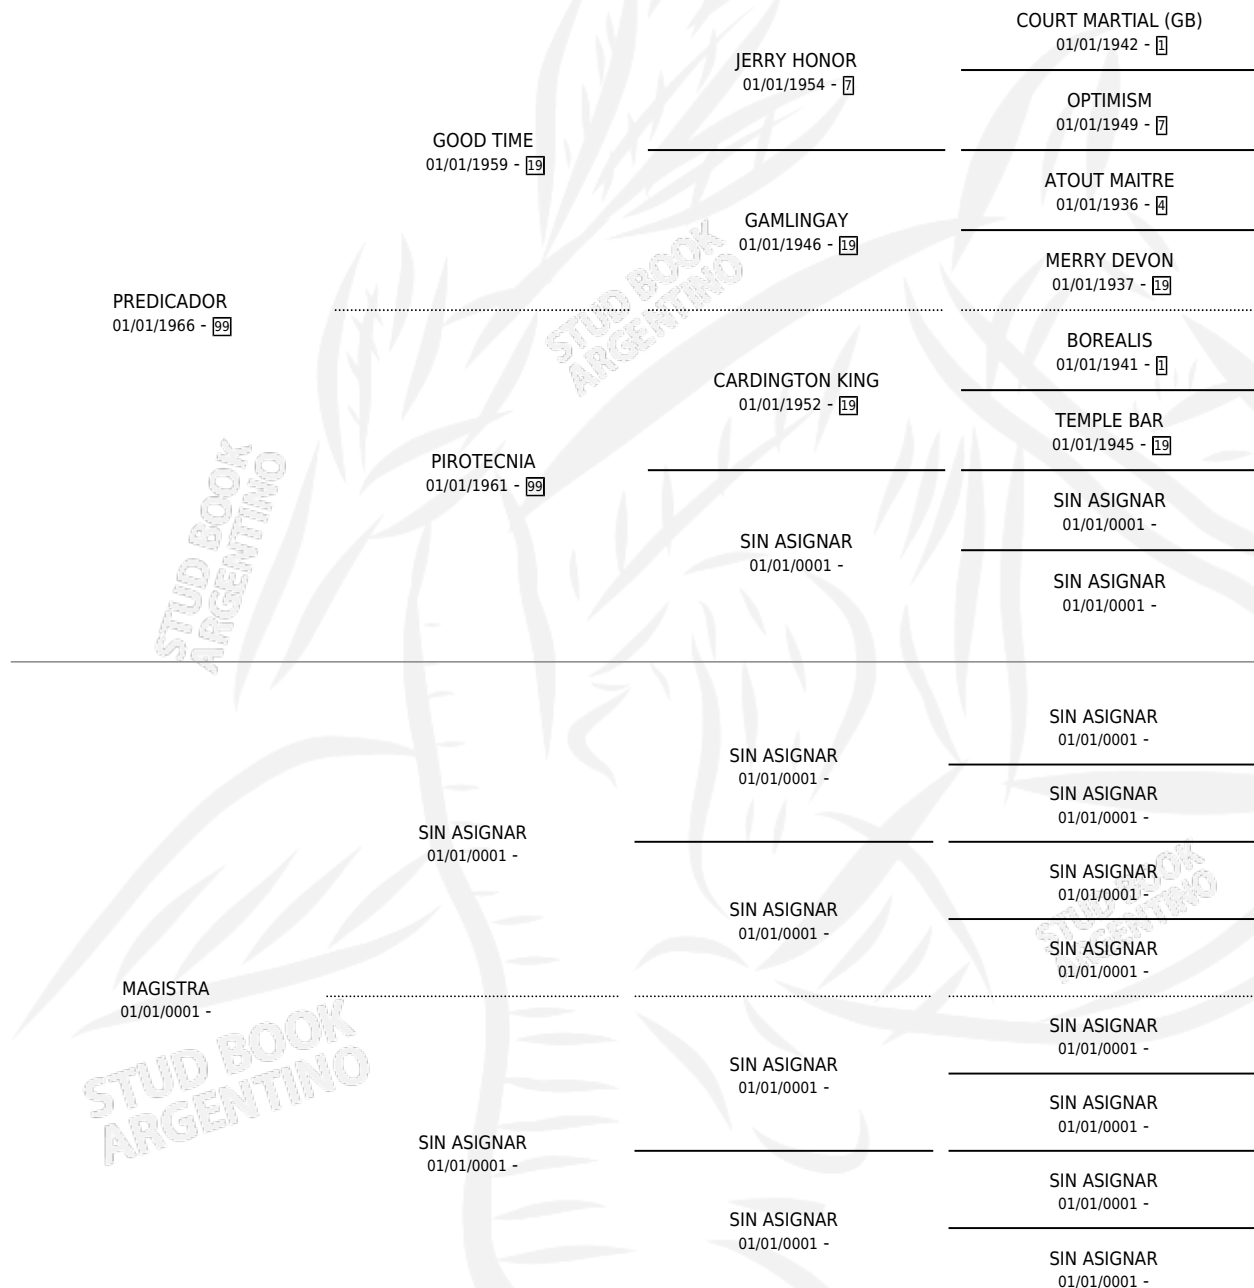 COURT MARTIAL (GB)
01/01/1942 - 1
JERRY HONOR
01/01/1954 - 7
OPTIMISM
01/01/1949 - 7
GOOD TIME
01/01/1959 - 19
ATOUT MAITRE
01/01/1936 - 4
GAMLINGAY
01/01/1946 - 19
MERRY DEVON
01/01/1937 - 19
PREDICADOR
01/01/1966 - 99
BOREALIS
01/01/1941 - 1
CARDINGTON KING
01/01/1952 - 19
TEMPLE BAR
01/01/1945 - 19
PIROTECNIA
01/01/1961 - 99
SIN ASIGNAR
01/01/0001 -
SIN ASIGNAR
01/01/0001 -
SIN ASIGNAR
01/01/0001 -
STUD BOOK
ARGENTINO
STUD BOOK
ARGENTINO
SIN ASIGNAR
01/01/0001 -
SIN ASIGNAR
01/01/0001 -
SIN ASIGNAR
01/01/0001 -
SIN ASIGNAR
01/01/0001 -
SIN ASIGNAR
01/01/0001 -
SIN ASIGNAR
01/01/0001 -
SIN ASIGNAR
01/01/0001 -
STUD BOOK
ARGENTINO
MAGISTRA
01/01/0001 -
SIN ASIGNAR
01/01/0001 -
SIN ASIGNAR
01/01/0001 -
SIN ASIGNAR
01/01/0001 -
SIN ASIGNAR
01/01/0001 -
SIN ASIGNAR
01/01/0001 -
SIN ASIGNAR
01/01/0001 -
SIN ASIGNAR
01/01/0001 -
STUD BOOK
ARGENTINO